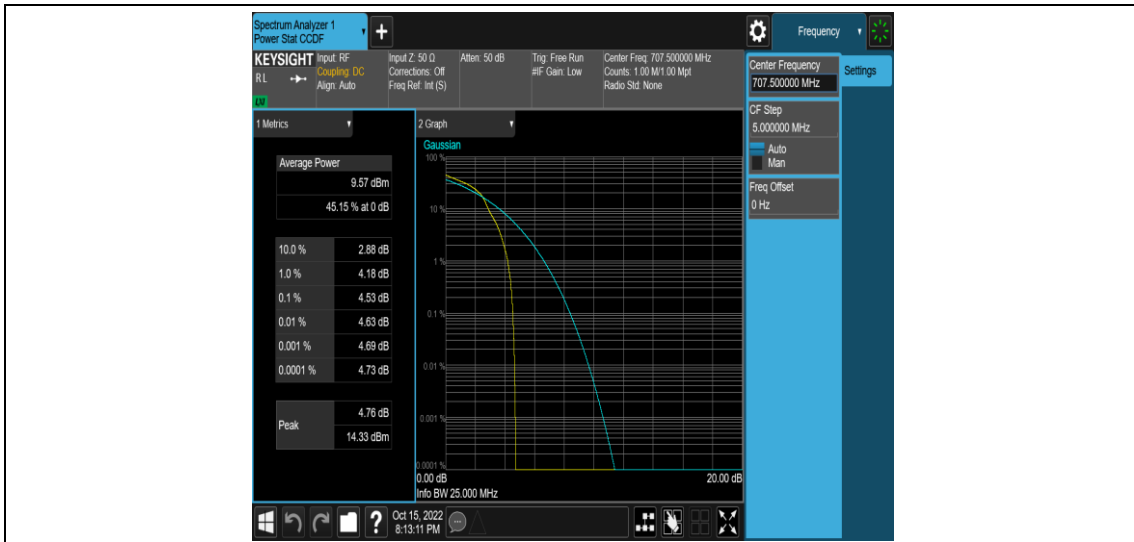 Spectrum Analyzer 1
Power Stat CCDF
+
Frequency
KEYSIGHT
Input: RF
Coupling: DC
Align: Auto
RL
LXI
Input Z: 50 Ω
Corrections: Off
Freq Ref: Int (S)
Atten: 50 dB
Trig: Free Run
#IF Gain: Low
Center Freq: 707.500000 MHz
Counts: 1.00 M/1.00 Mpt
Radio Std: None
Center Frequency
707.500000 MHz
Settings
CF Step
5.000000 MHz
Auto
Man
Freq Offset
0 Hz
1 Metrics
Average Power
9.57 dBm
45.15 % at 0 dB
10.0 % 2.88 dB
1.0 % 4.18 dB
0.1 % 4.53 dB
0.01 % 4.63 dB
0.001 % 4.69 dB
0.0001 % 4.73 dB
Peak
4.76 dB
14.33 dBm
2 Graph
Gaussian
100 %
10 %
1 %
0.1 %
0.01 %
0.001 %
0.0001 %
0.00 dB 20.00 dB
Info BW 25.000 MHz
?
Oct 15, 2022
8:13:11 PM